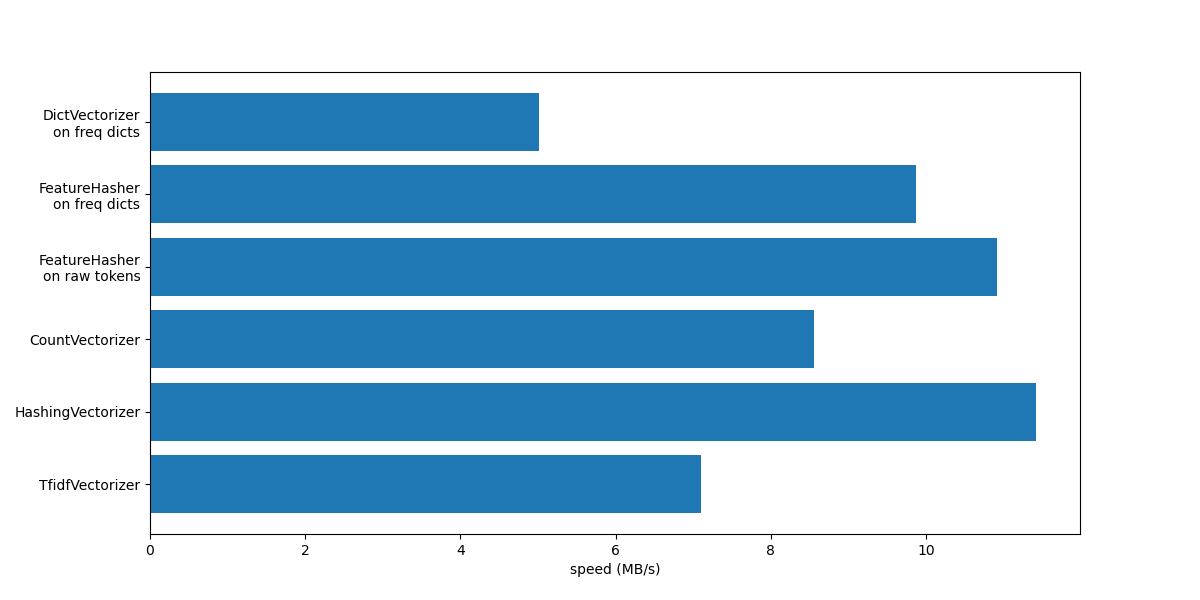 DictVectorizer
on freq dicts
FeatureHasher
on freq dicts
FeatureHasher
on raw tokens
CountVectorizer
HashingVectorizer
TfidfVectorizer
0 2 4 6 8 10
speed (MB/s)